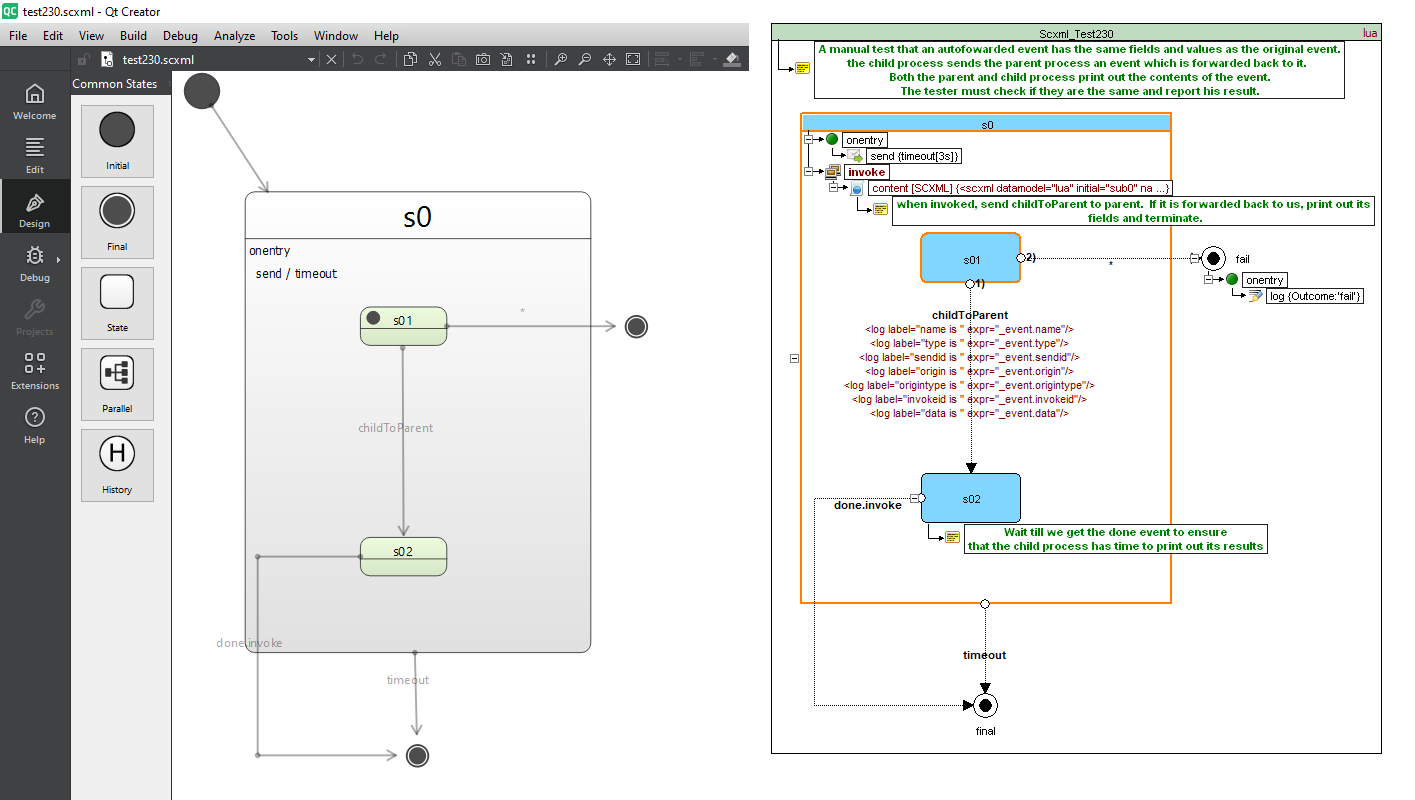 QC test230.scxml - Qt Creator
File Edit View Build Debug Analyze Tools Window Help
test230.scxml
Welcome
Edit
Design
Debug
Projects
Extensions
Help
Common States
Initial
Final
State
Parallel
H
History
s0
onentry
send / timeout
s01
*
childToParent
s02
done.invoke
timeout
Scxml_Test230
lua
A manual test that an autofowarded event has the same fields and values as the original event.
the child process sends the parent process an event which is forwarded back to it.
Both the parent and child process print out the contents of the event.
The tester must check if they are the same and report his result.
s0
onentry
send {timeout[3s]}
invoke
content [SCXML] {<scxml datamodel="lua" initial="sub0" na ...}
when invoked, send childToParent to parent.  If it is forwarded back to us, print out its
fields and terminate.
s01
2)
*
fail
1)
onentry
log {Outcome:'fail'}
childToParent
<log label="name is " expr="_event.name"/>
<log label="type is " expr="_event.type"/>
<log label="sendid is " expr="_event.sendid"/>
<log label="origin is " expr="_event.origin"/>
<log label="origintype is " expr="_event.origintype"/>
<log label="invokeid is " expr="_event.invokeid"/>
<log label="data is " expr="_event.data"/>
s02
done.invoke
Wait till we get the done event to ensure
that the child process has time to print out its results
timeout
final